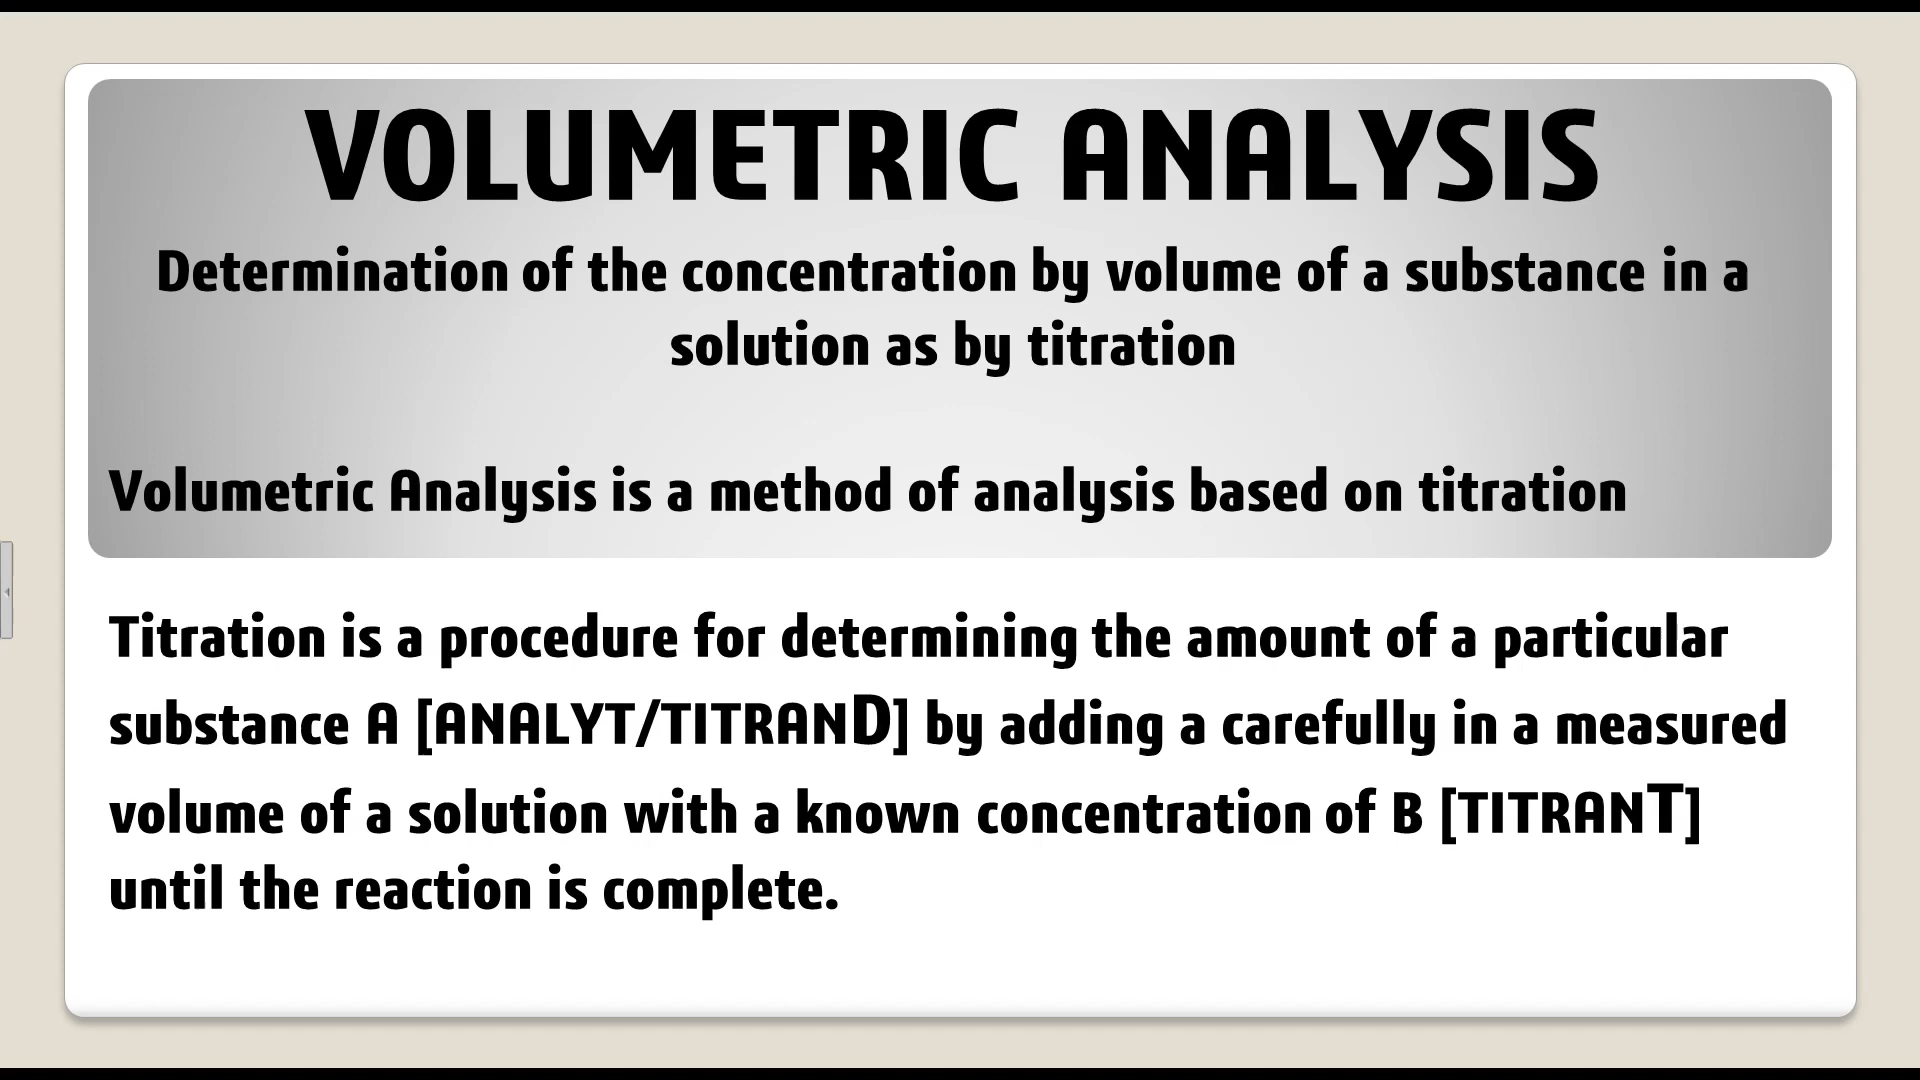 VOLUMETRIC ANALYSIS
Determination of the concentration by volume of a substance in a
solution as by titration
Volumetric Analysis is a method of analysis based on titration
Titration is a procedure for determining the amount of a particular
substance A [ANALYT/TITRAND] by adding a carefully in a measured
volume of a solution with a known concentration of B [TITRANT]
until the reaction is complete.